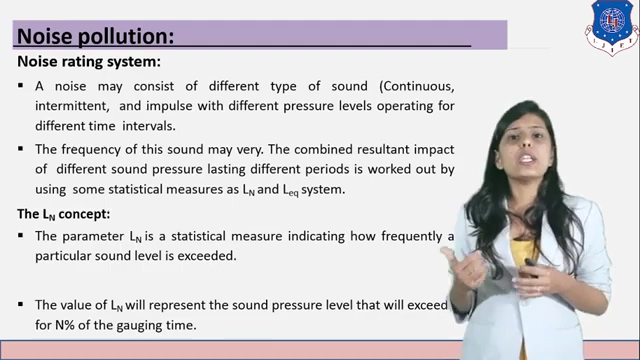 Noise pollution:
Noise rating system:
▪ A noise may consist of different type of sound (Continuous,
intermittent, and impulse with different pressure levels operating for
different time intervals.
▪ The frequency of this sound may very. The combined resultant impact
of different sound pressure lasting different periods is worked out by
using some statistical measures as LN and Leq system.
The LN concept:
▪ The parameter LN is a statistical measure indicating how frequently a
particular sound level is exceeded.
▪ The value of LN will represent the sound pressure level that will exceed
for N% of the gauging time.
LJIET